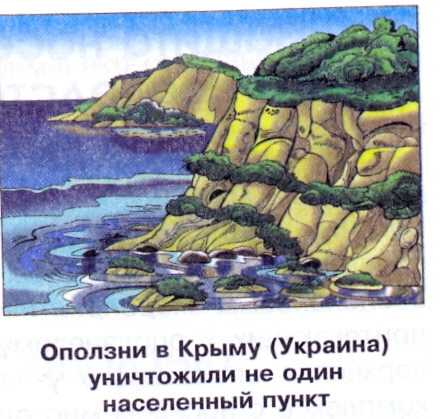 Оползни в Крыму (Украина)
уничтожили не один
населенный пункт